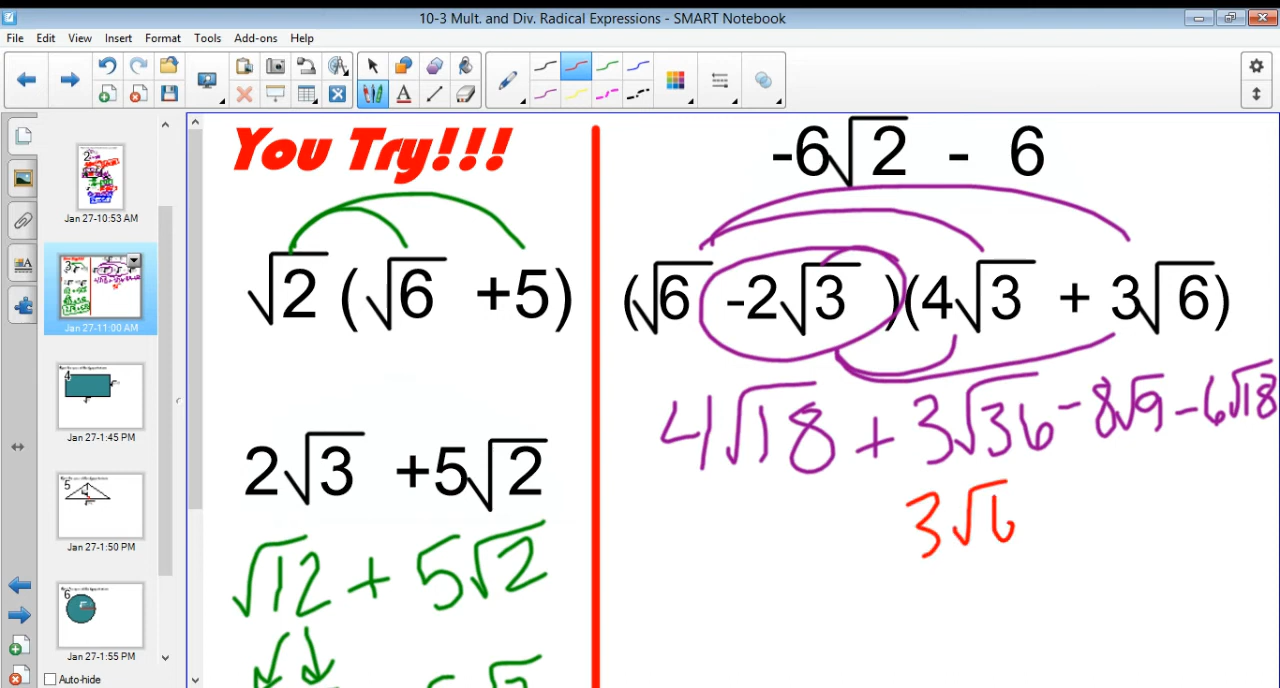 10-3 Mult. and Div. Radical Expressions - SMART Notebook
File Edit View Insert Format Tools Add-ons Help
Jan 27-10:53 AM
Jan 27-11:00 AM
4
Jan 27-1:45 PM
5
Jan 27-1:50 PM
6
Jan 27-1:55 PM
Auto-hide
You Try!!!
√2 (√6 +5)
2√3 +5√2
√12 + 5√2
-6√2 - 6
(√6 -2√3 )(4√3 + 3√6)
4√18 + 3√36 - 8√9 - 6√18
3√6